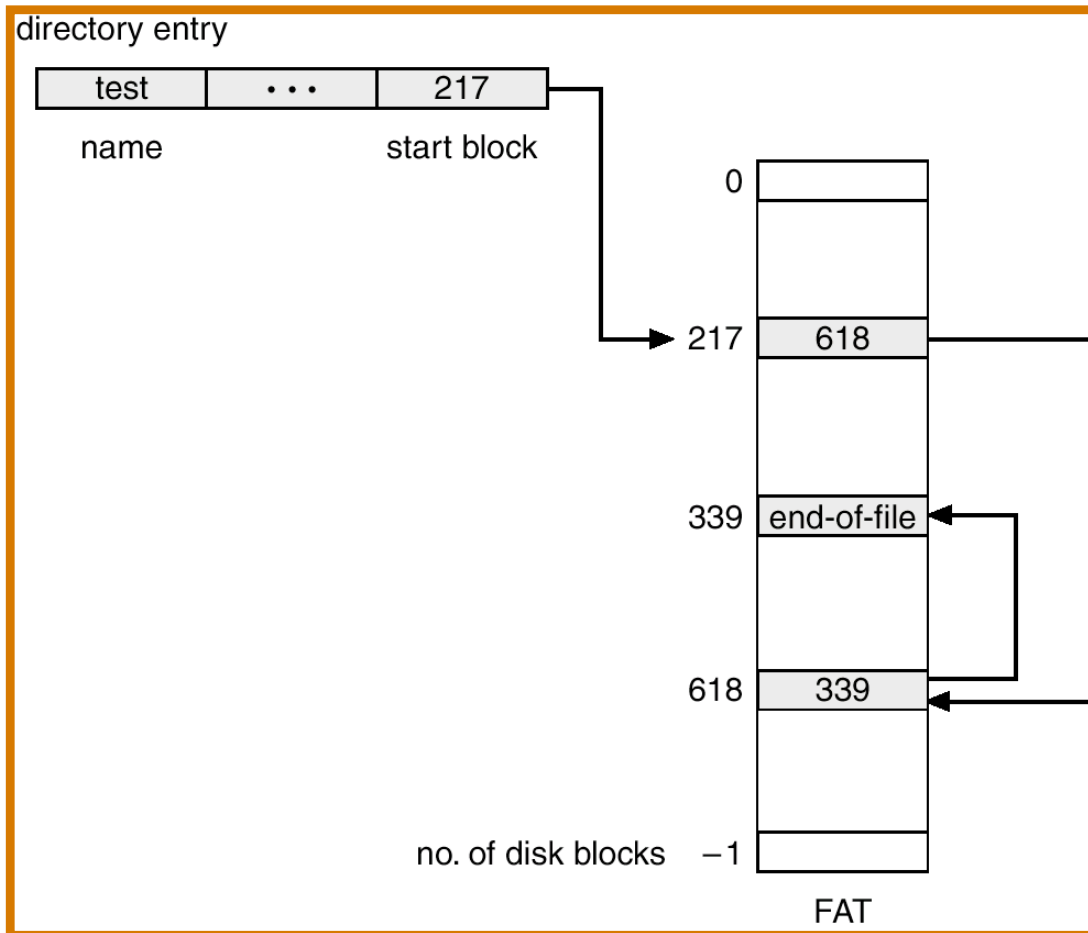 directory entry
test ... 217
name start block
0
217 618
339 end-of-file
618 339
no. of disk blocks −1
FAT